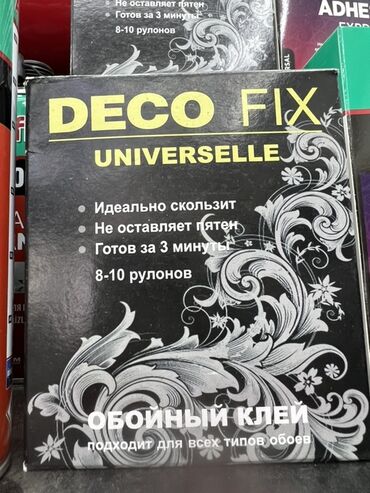 Не оставляет пятен
Готов за 3 минуты
8-10 рулонов
ADHE
DECO FIX
UNIVERSELLE
Идеально скользит
Не оставляет пятен
Готов за 3 минуты
8-10 рулонов
ОБОЙНЫЙ КЛЕЙ
подходит для всех типов обоев